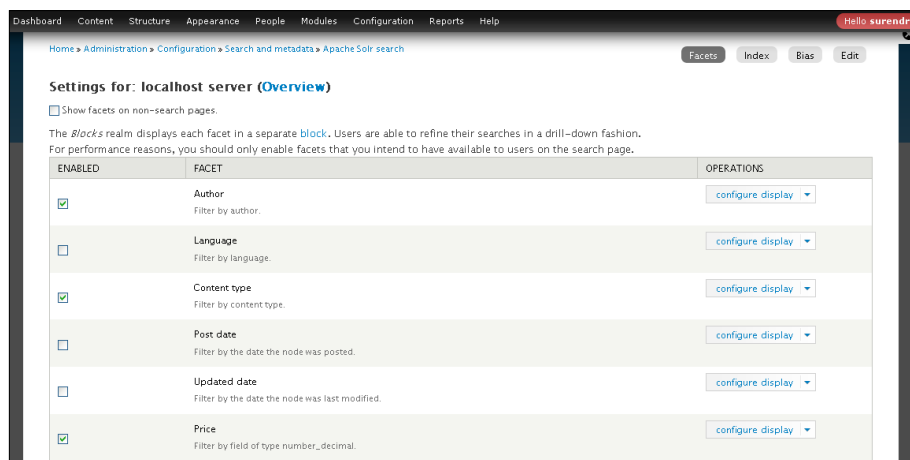 Dashboard Content Structure Appearance People Modules Configuration Reports Help Hello surendr
Home » Administration » Configuration » Search and metadata » Apache Solr search
Facets Index Bias Edit
Settings for: localhost server (Overview)
Show facets on non-search pages.
The Blocks realm displays each facet in a separate block. Users are able to refine their searches in a drill-down fashion.
For performance reasons, you should only enable facets that you intend to have available to users on the search page.
ENABLED FACET OPERATIONS
Author configure display
Filter by author.
Language configure display
Filter by language.
Content type configure display
Filter by content type.
Post date configure display
Filter by the date the node was posted.
Updated date configure display
Filter by the date the node was last modified.
Price configure display
Filter by field of type number_decimal.